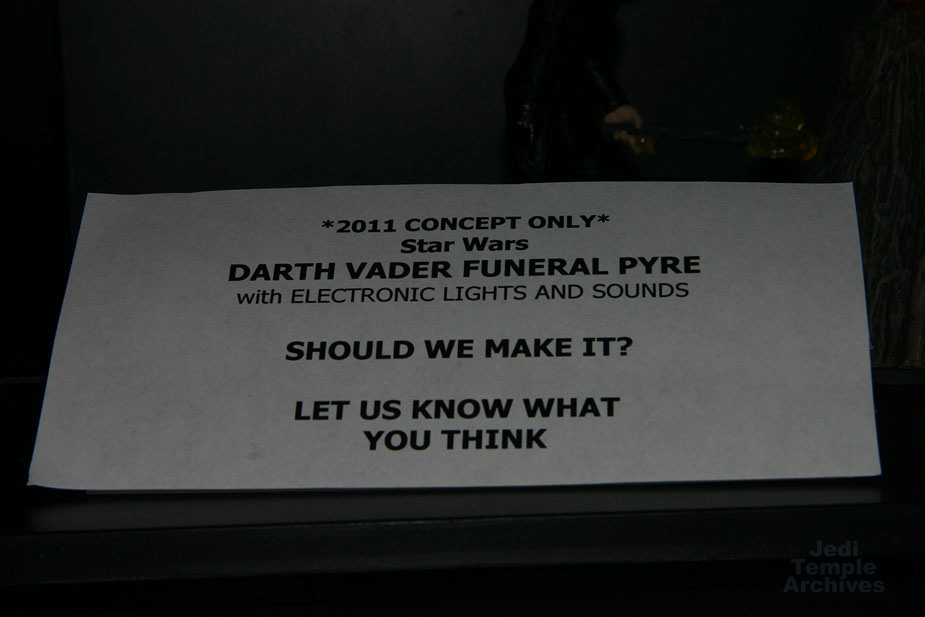 *2011 CONCEPT ONLY*
Star Wars
DARTH VADER FUNERAL PYRE
with ELECTRONIC LIGHTS AND SOUNDS
SHOULD WE MAKE IT?
LET US KNOW WHAT
YOU THINK
Jedi
Temple
Archives